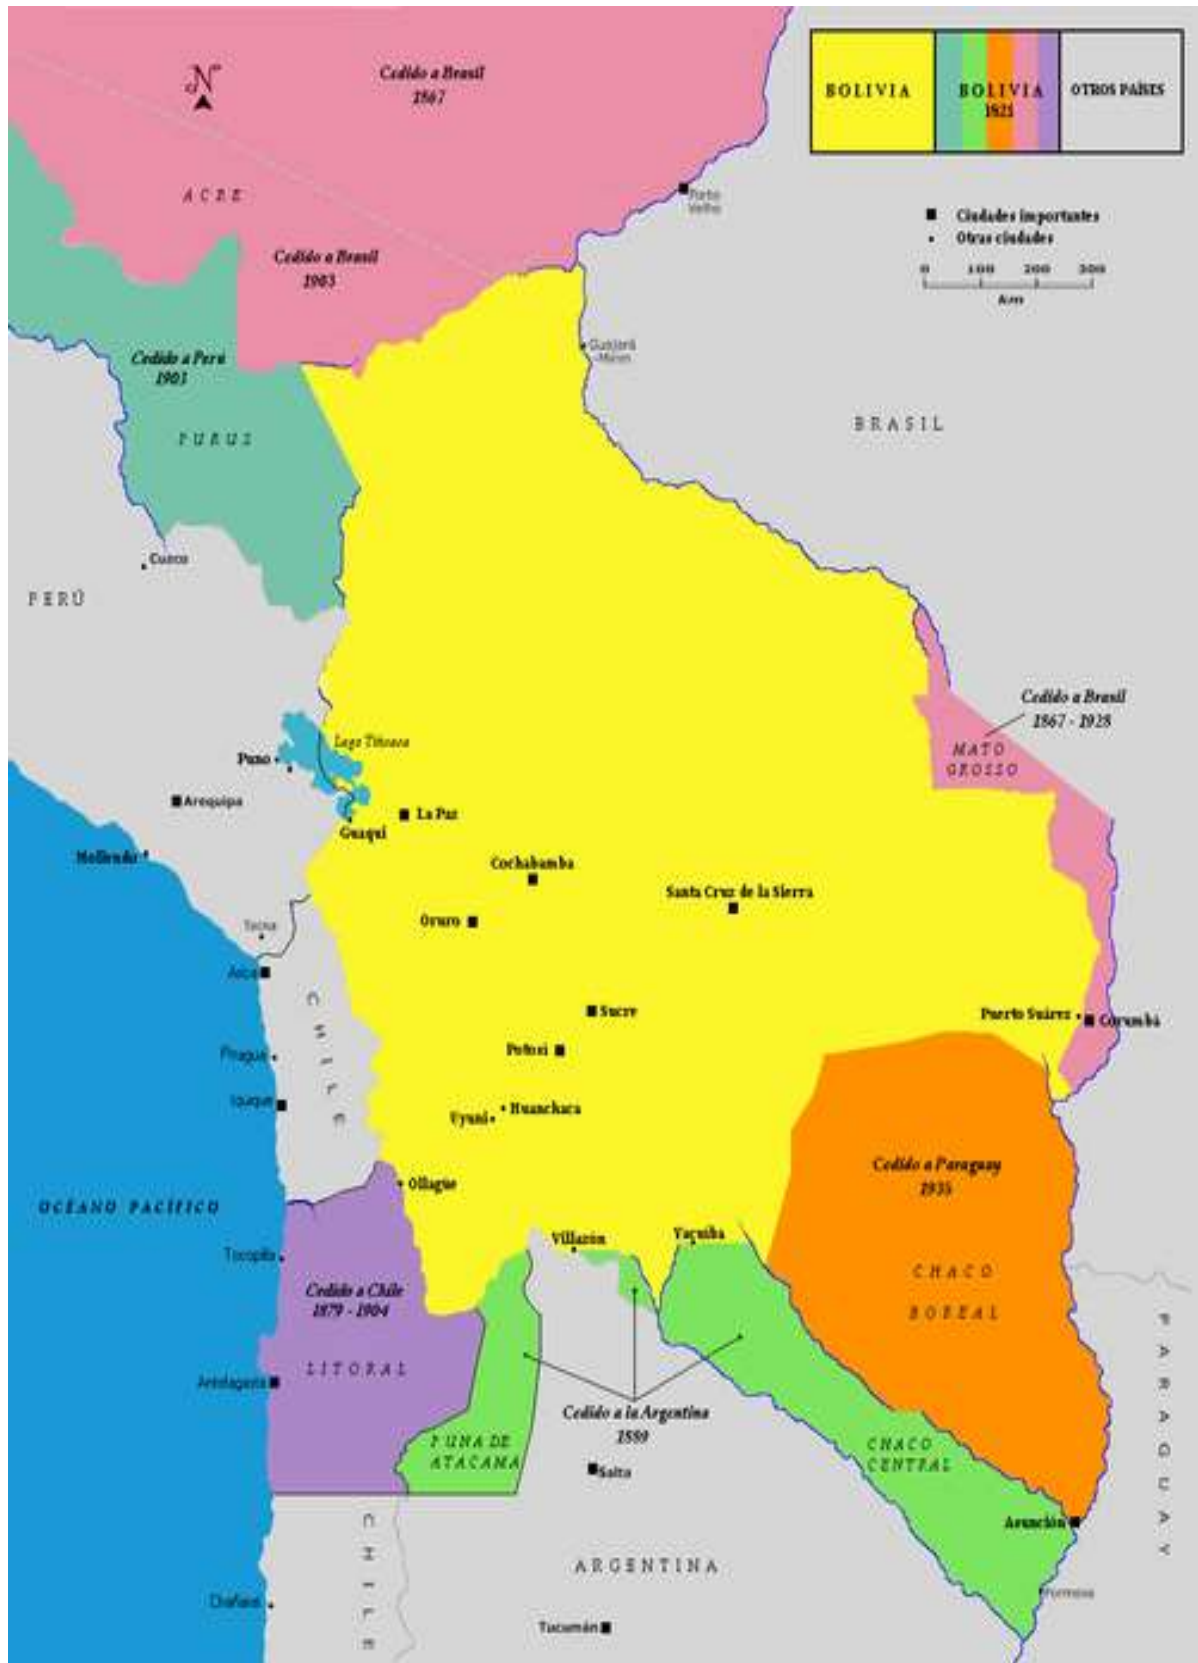 Cedido a Brasil
1867
N
BOLIVIA
BOLIVIA
1825
OTROS PAÍSES
ACRE
Porto
Velho
Ciudades importantes
Otras ciudades
0 100 200 300
Km
Cedido a Brasil
1903
Guajará
-Mirim
Cedido a Perú
1903
PURUS
BRASIL
Cuzco
PERÚ
Cedido a Brasil
1867 - 1928
MATO
GROSSO
Lago Titicaca
Puno
Arequipa
La Paz
Guaqui
Mollendo
Cochabamba
Santa Cruz de la Sierra
Oruro
Tacna
Arica
CHILE
Sucre
Puerto Suárez
Corumbá
Potosí
Pisagua
Iquique
Huanchaca
Uyuni
Cedido a Paraguay
1935
Ollagüe
OCÉANO PACÍFICO
Villazón
Yacuiba
Tocopilla
CHACO
BOREAL
Cedido a Chile
1879 - 1904
LITORAL
PARAGUAY
Antofagasta
Cedido a la Argentina
1889
PUNA DE
ATACAMA
CHACO
CENTRAL
Salta
Asunción
CHILE
ARGENTINA
Formosa
Chañaral
Tucumán